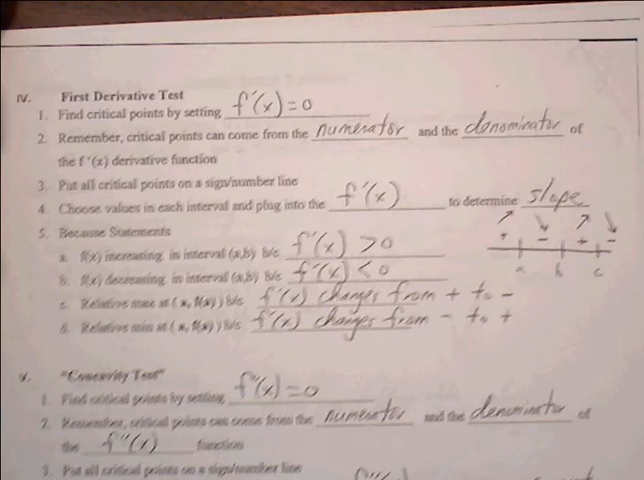 IV. First Derivative Test
1. Find critical points by setting f'(x)=0
2. Remember, critical points can come from the numerator and the denominator of
the f '(x) derivative function
3. Put all critical points on a sign/number line
4. Choose values in each interval and plug into the f'(x) to determine slope
5. Because Statements
+ − + −
a b c
a. f(x) increasing in interval (a,b) b/c f'(x) >0
b. f(x) decreasing in interval (a,b) b/c f'(x) <0
c. Relative max at ( a, f(a) ) b/c f'(x) changes from + to −
d. Relative min at ( a, f(a) ) b/c f'(x) changes from − to +
V. "Concavity Test"
1. Find critical points by setting f"(x)=0
2. Remember, critical points can come from the numerator and the denominator of
the f"(x) function
3. Put all critical points on a sign/number line